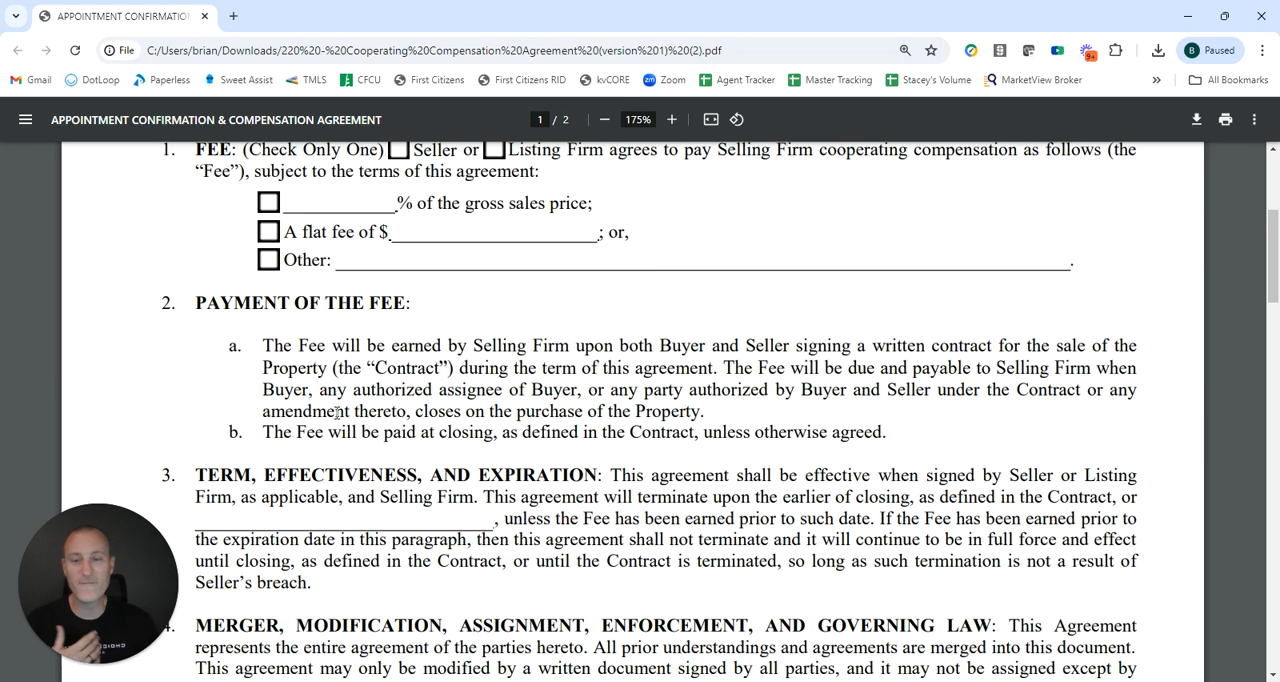 APPOINTMENT CONFIRMATION
File C:/Users/brian/Downloads/220%20-%20Cooperating%20Compensation%20Agreement%20(version%201)%20(2).pdf
9+
B Paused
Gmail DotLoop Paperless Sweet Assist TMLS CFCU First Citizens First Citizens RID kvCORE zm Zoom Agent Tracker Master Tracking Stacey's Volume MarketView Broker » All Bookmarks
APPOINTMENT CONFIRMATION & COMPENSATION AGREEMENT 1 / 2 — 175% +
1. FEE: (Check Only One) Seller or Listing Firm agrees to pay Selling Firm cooperating compensation as follows (the
“Fee”), subject to the terms of this agreement:
____________.% of the gross sales price;
A flat fee of $.______________________; or,
Other: ______________________________________________.
2. PAYMENT OF THE FEE:
a. The Fee will be earned by Selling Firm upon both Buyer and Seller signing a written contract for the sale of the
Property (the “Contract”) during the term of this agreement. The Fee will be due and payable to Selling Firm when
Buyer, any authorized assignee of Buyer, or any party authorized by Buyer and Seller under the Contract or any
amendment thereto, closes on the purchase of the Property.
b. The Fee will be paid at closing, as defined in the Contract, unless otherwise agreed.
3. TERM, EFFECTIVENESS, AND EXPIRATION: This agreement shall be effective when signed by Seller or Listing
Firm, as applicable, and Selling Firm. This agreement will terminate upon the earlier of closing, as defined in the Contract, or
________________________________, unless the Fee has been earned prior to such date. If the Fee has been earned prior to
the expiration date in this paragraph, then this agreement shall not terminate and it will continue to be in full force and effect
until closing, as defined in the Contract, or until the Contract is terminated, so long as such termination is not a result of
Seller’s breach.
4. MERGER, MODIFICATION, ASSIGNMENT, ENFORCEMENT, AND GOVERNING LAW: This Agreement
represents the entire agreement of the parties hereto. All prior understandings and agreements are merged into this document.
This agreement may only be modified by a written document signed by all parties, and it may not be assigned except by